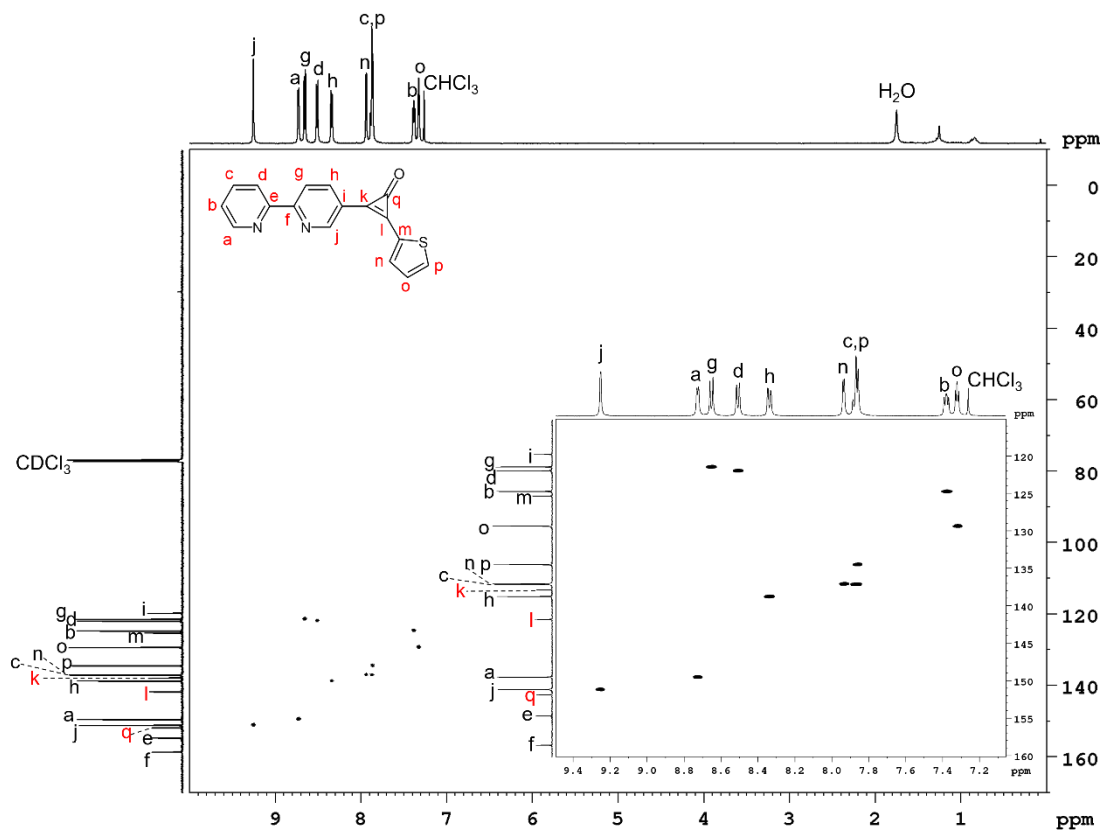 c,p
j
g
a
d
h
n
b
o
CHCl3
H2O
ppm
O
c
d
g
h
b
e
f
i
k
q
N
N
a
j
l
m
S
n
o
p
0
20
40
60
80
100
120
140
160
CDCl3
g
d
i
b
m
o
n
p
c
k
h
l
a
j
q
e
f
c,p
j
a
g
d
h
n
b
o
CHCl3
ppm
i
g
d
b
m
o
n
p
c
k
h
l
a
j
q
e
f
120
125
130
135
140
145
150
155
160
9.4 9.2 9.0 8.8 8.6 8.4 8.2 8.0 7.8 7.6 7.4 7.2 ppm
9 8 7 6 5 4 3 2 1 ppm